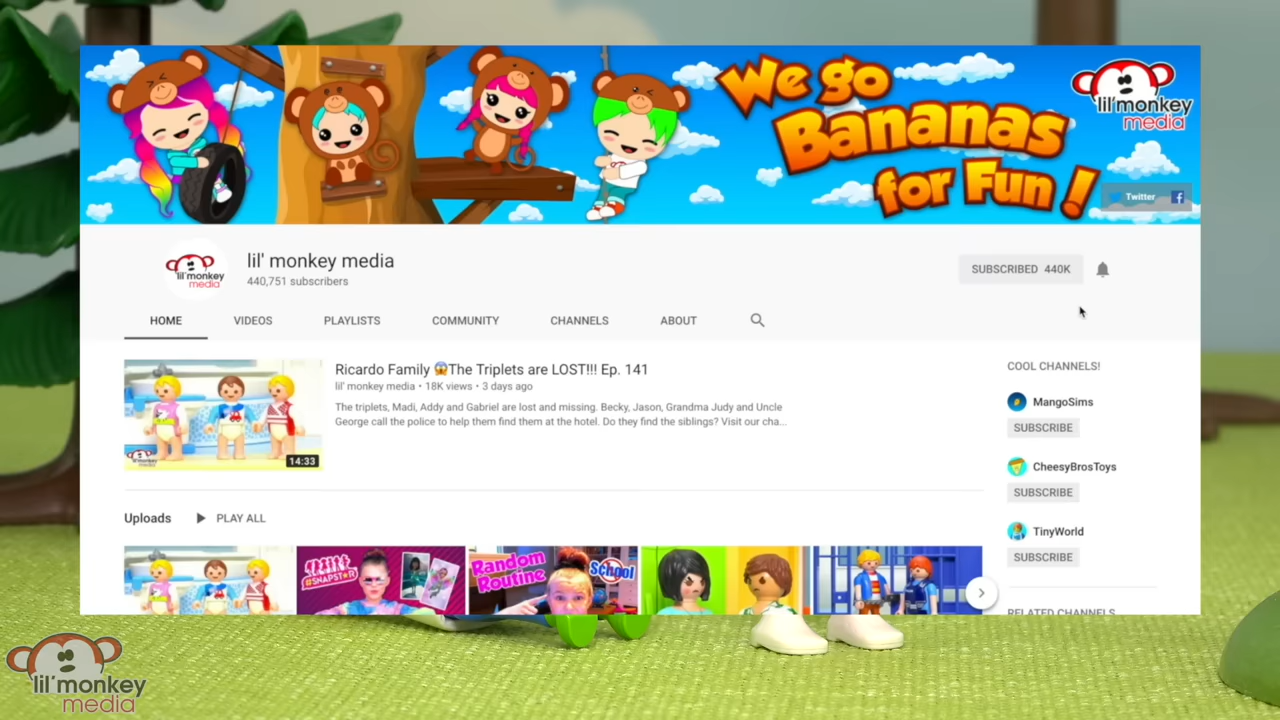 We go
Bananas
for Fun!
lil'monkey
media
Twitter
lil'monkey
media
lil' monkey media
440,751 subscribers
SUBSCRIBED 440K
HOME
VIDEOS
PLAYLISTS
COMMUNITY
CHANNELS
ABOUT
Ricardo Family 😱The Triplets are LOST!!! Ep. 141
lil' monkey media • 18K views • 3 days ago
The triplets, Madi, Addy and Gabriel are lost and missing. Becky, Jason, Grandma Judy and Uncle
George call the police to help them find them at the hotel. Do they find the siblings? Visit our cha...
14:33
COOL CHANNELS!
MangoSims
SUBSCRIBE
CheesyBrosToys
SUBSCRIBE
TinyWorld
SUBSCRIBE
RELATED CHANNELS
Uploads
PLAY ALL
#SNAPSTAR
Random
Routine
School
lil'monkey
media